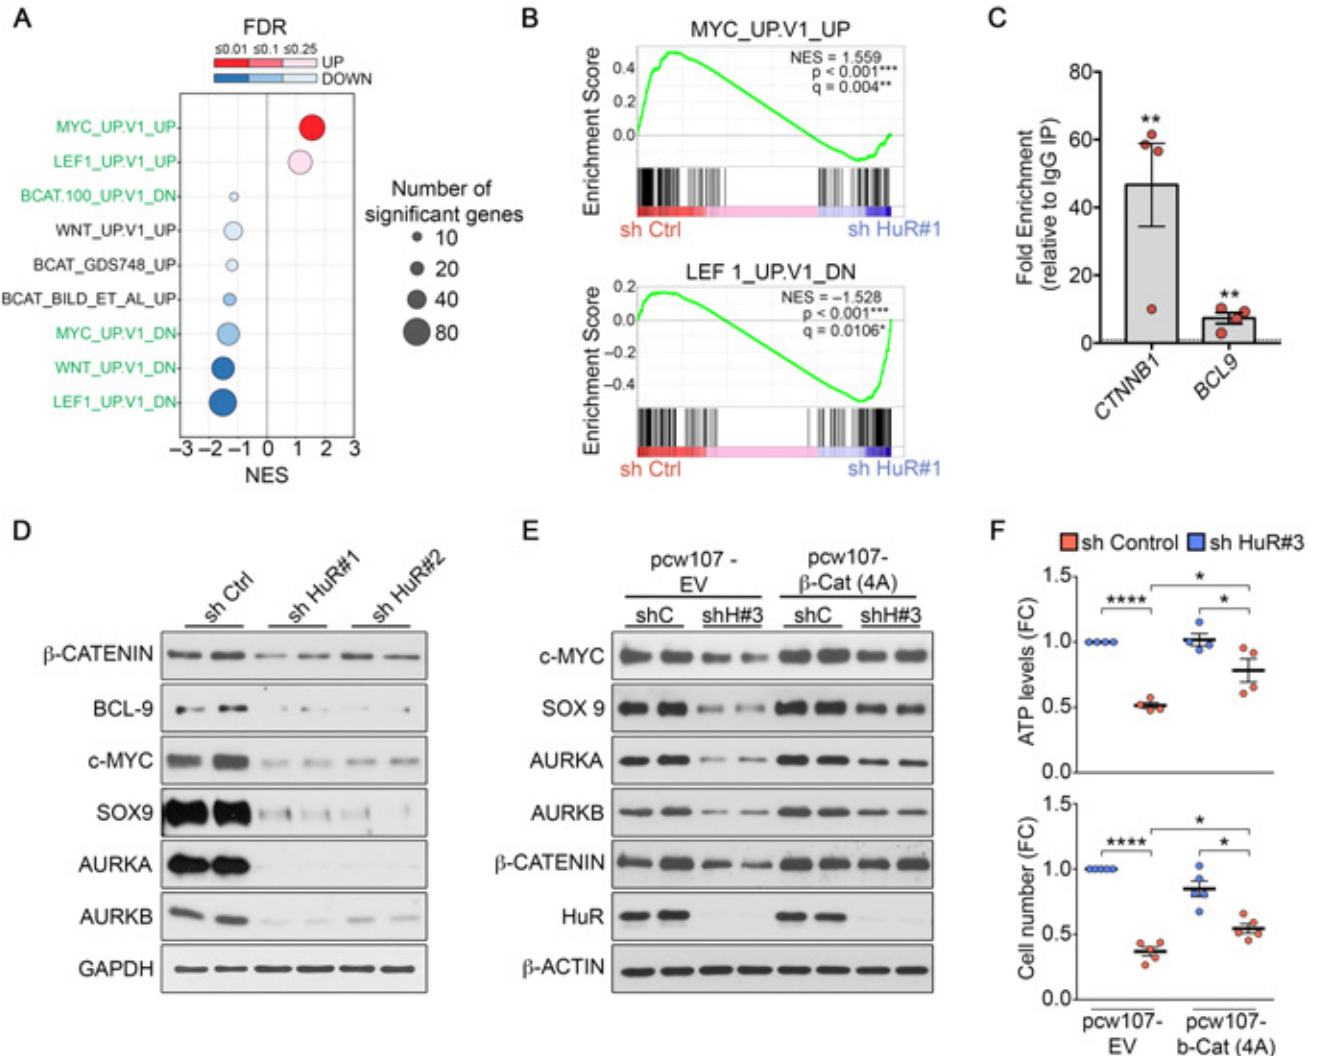 A
FDR
≤0.01 ≤0.1 ≤0.25
UP
DOWN
MYC_UP.V1_UP
LEF1_UP.V1_UP
BCAT.100_UP.V1_DN
WNT_UP.V1_UP
BCAT_GDS748_UP
BCAT_BILD_ET_AL_UP
MYC_UP.V1_DN
WNT_UP.V1_DN
LEF1_UP.V1_DN
–3 –2 –1 0 1 2 3
NES
Number of
significant genes
10
20
40
80
B
MYC_UP.V1_UP
NES = 1.559
p < 0.001***
q = 0.004**
Enrichment Score
0.4
0.2
0.0
sh Ctrl sh HuR#1
LEF 1_UP.V1_DN
NES = –1.528
p < 0.001***
q = 0.0106*
Enrichment Score
0.2
0.0
–0.2
–0.4
sh Ctrl sh HuR#1
C
Fold Enrichment
(relative to IgG IP)
80
60
40
20
0
**
**
CTNNB1
BCL9
D
sh Ctrl
sh HuR#1
sh HuR#2
β-CATENIN
BCL-9
c-MYC
SOX9
AURKA
AURKB
GAPDH
E
pcw107 -
EV
pcw107-
β-Cat (4A)
shC shH#3 shC shH#3
c-MYC
SOX 9
AURKA
AURKB
β-CATENIN
HuR
β-ACTIN
F
sh Control sh HuR#3
ATP levels (FC)
1.5
1.0
0.5
0.0
*
**** *
Cell number (FC)
1.5
1.0
0.5
0.0
*
**** *
pcw107-
EV
pcw107-
b-Cat (4A)